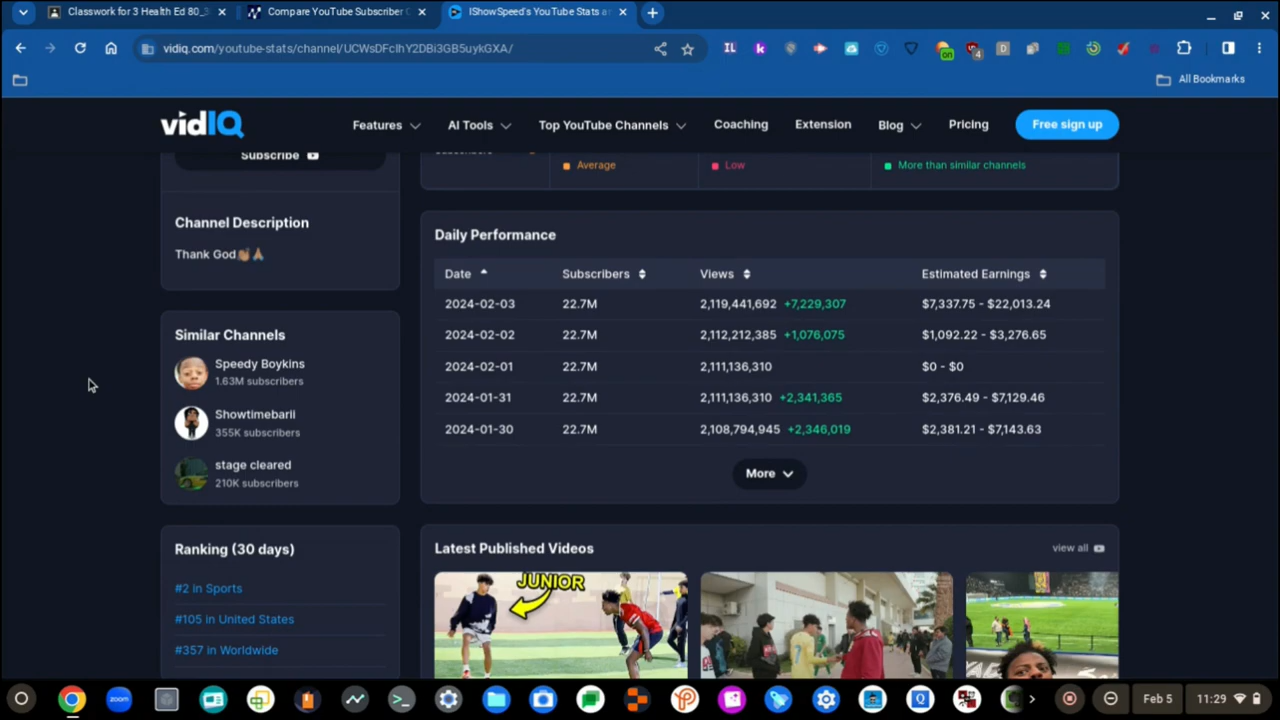 Classwork for 3 Health Ed 80_3
Compare YouTube Subscriber C
IShowSpeed's YouTube Stats a
vidiq.com/youtube-stats/channel/UCWsDFcIhY2DBi3GB5uykGXA/
IL
k
on
4
D
All Bookmarks
vidIQ
Features
AI Tools
Top YouTube Channels
Coaching
Extension
Blog
Pricing
Free sign up
Subscribe
Average
Low
More than similar channels
Channel Description
Thank God👏🏽🙏🏽
Similar Channels
Speedy Boykins
1.63M subscribers
Showtimebarii
355K subscribers
stage cleared
210K subscribers
Ranking (30 days)
#2 in Sports
#105 in United States
#357 in Worldwide
Daily Performance
Date Subscribers Views Estimated Earnings
2024-02-03 22.7M 2,119,441,692 +7,229,307 $7,337.75 - $22,013.24
2024-02-02 22.7M 2,112,212,385 +1,076,075 $1,092.22 - $3,276.65
2024-02-01 22.7M 2,111,136,310 $0 - $0
2024-01-31 22.7M 2,111,136,310 +2,341,365 $2,376.49 - $7,129.46
2024-01-30 22.7M 2,108,794,945 +2,346,019 $2,381.21 - $7,143.63
More
Latest Published Videos
view all
JUNIOR
zoom
Feb 5
11:29